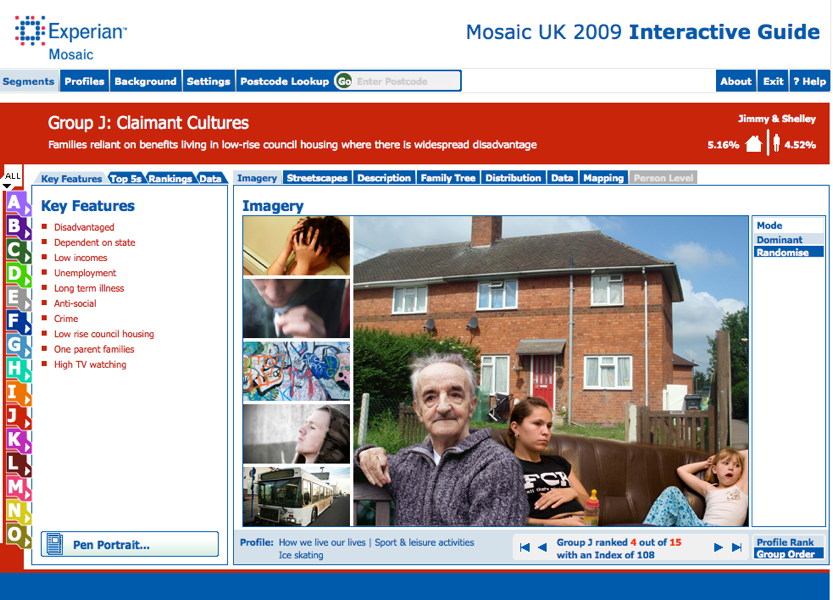 Experian™
Mosaic
Mosaic UK 2009 Interactive Guide
Segments Profiles Background Settings Postcode Lookup Go Enter Postcode About Exit ? Help
Group J: Claimant Cultures
Jimmy & Shelley
Families reliant on benefits living in low-rise council housing where there is widespread disadvantage
5.16% 4.52%
ALL
Key Features Top 5s Rankings Data
Imagery Streetscapes Description Family Tree Distribution Data Mapping Person Level
A
B
C
D
E
F
G
H
I
J
K
L
M
N
O
Key Features
Disadvantaged
Dependent on state
Low incomes
Unemployment
Long term illness
Anti-social
Crime
Low rise council housing
One parent families
High TV watching
Pen Portrait...
Imagery
FCK
Mode
Dominant
Randomise
Profile: How we live our lives | Sport & leisure activities
Ice skating
Group J ranked 4 out of 15
with an Index of 108
Profile Rank
Group Order